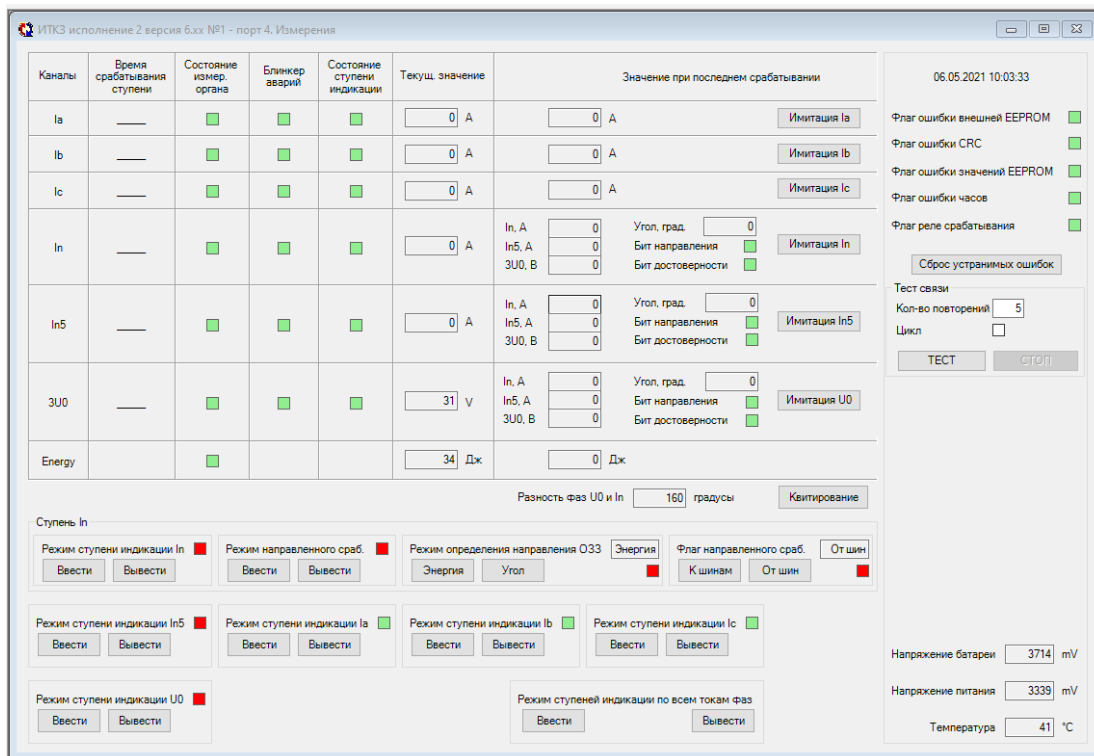 ИТКЗ исполнение 2 версия 6.xx №1 - порт 4. Измерения
Каналы
Время срабатывания ступени
Состояние измер. органа
Блинкер аварий
Состояние ступени индикации
Текущ. значение
Значение при последнем срабатывании
Ia 0 A 0 A Имитация Ia
Ib 0 A 0 A Имитация Ib
Ic 0 A 0 A Имитация Ic
In 0 A
In, A 0 Угол, град. 0
In5, A 0 Бит направления
3U0, В 0 Бит достоверности
Имитация In
In5 0 A
In, A 0 Угол, град. 0
In5, A 0 Бит направления
3U0, В 0 Бит достоверности
Имитация In5
3U0 31 V
In, A 0 Угол, град. 0
In5, A 0 Бит направления
3U0, В 0 Бит достоверности
Имитация U0
Energy 34 Дж 0 Дж
Разность фаз U0 и In 160 градусы Квитирование
Ступень In
Режим ступени индикации In
Ввести Вывести
Режим направленного сраб.
Ввести Вывести
Режим определения направления ОЗЗ Энергия
Энергия Угол
Флаг направленного сраб. От шин
К шинам От шин
Режим ступени индикации In5
Ввести Вывести
Режим ступени индикации Ia
Ввести Вывести
Режим ступени индикации Ib
Ввести Вывести
Режим ступени индикации Ic
Ввести Вывести
Режим ступени индикации U0
Ввести Вывести
Режим ступеней индикации по всем токам фаз
Ввести Вывести
06.05.2021 10:03:33
Флаг ошибки внешней EEPROM
Флаг ошибки CRC
Флаг ошибки значений EEPROM
Флаг ошибки часов
Флаг реле срабатывания
Сброс устранимых ошибок
Тест связи
Кол-во повторений 5
Цикл
ТЕСТ СТОП
Напряжение батареи 3714 mV
Напряжение питания 3339 mV
Температура 41 °C